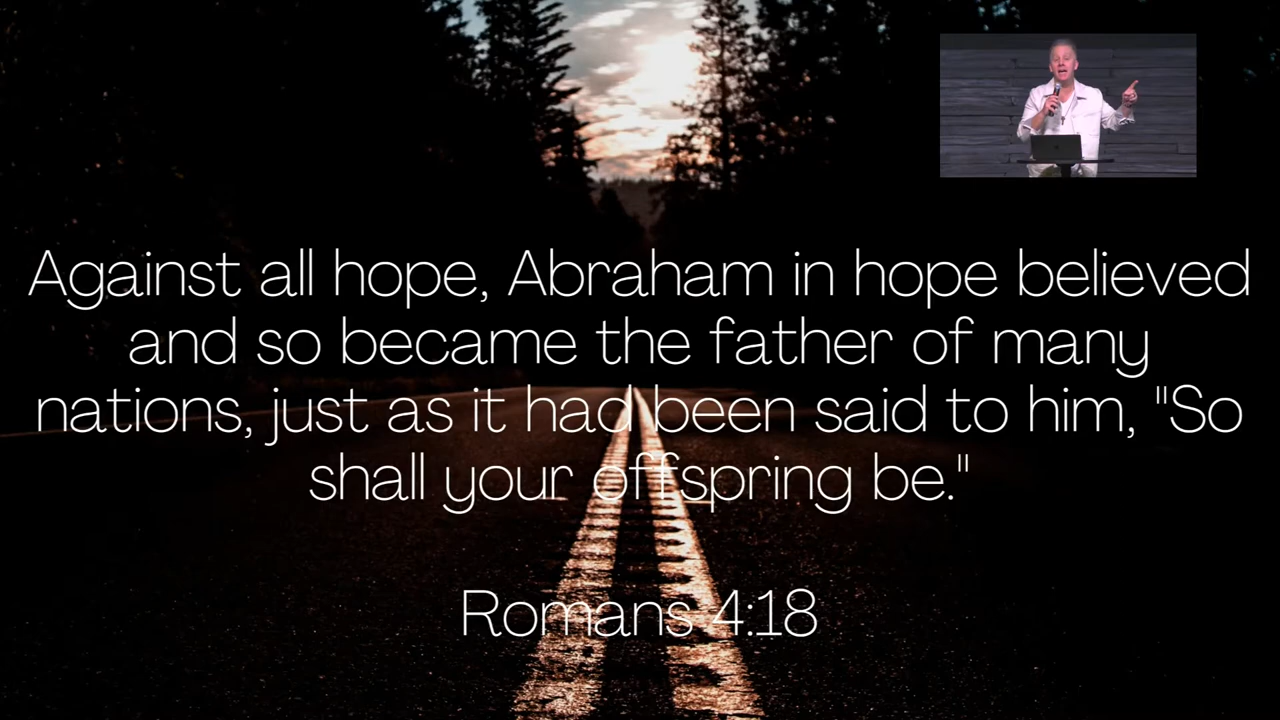 Against all hope, Abraham in hope believed
and so became the father of many
nations, just as it had been said to him, "So
shall your offspring be."
Romans 4:18